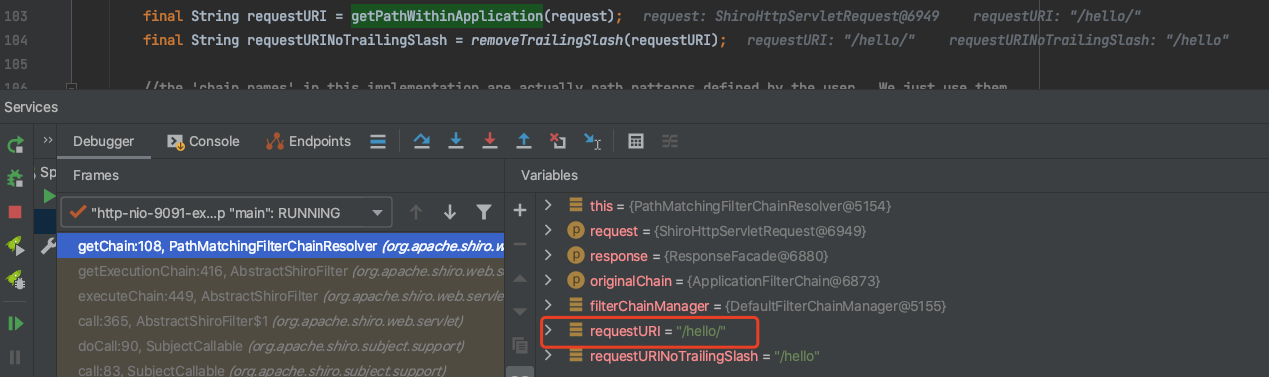 103 final String requestURI = getPathWithinApplication(request); request: ShiroHttpServletRequest@6949 requestURI: "/hello/"
104 final String requestURINoTrailingSlash = removeTrailingSlash(requestURI); requestURI: "/hello/" requestURINoTrailingSlash: "/hello"
105
106 //the 'chain names' in this implementation are actually path patterns defined by the user. We just use them
Services
Debugger Console Endpoints
Sp
Frames
Variables
"http-nio-9091-ex...p "main": RUNNING
getChain:108, PathMatchingFilterChainResolver (org.apache.shiro.w
getExecutionChain:416, AbstractShiroFilter (org.apache.shiro.web.
executeChain:449, AbstractShiroFilter (org.apache.shiro.web.servle
call:365, AbstractShiroFilter$1 (org.apache.shiro.web.servlet)
doCall:90, SubjectCallable (org.apache.shiro.subject.support)
call:83, SubjectCallable (org.apache.shiro.subject.support)
this = {PathMatchingFilterChainResolver@5154}
request = {ShiroHttpServletRequest@6949}
response = {ResponseFacade@6880}
originalChain = {ApplicationFilterChain@6873}
filterChainManager = {DefaultFilterChainManager@5155}
requestURI = "/hello/"
requestURINoTrailingSlash = "/hello"